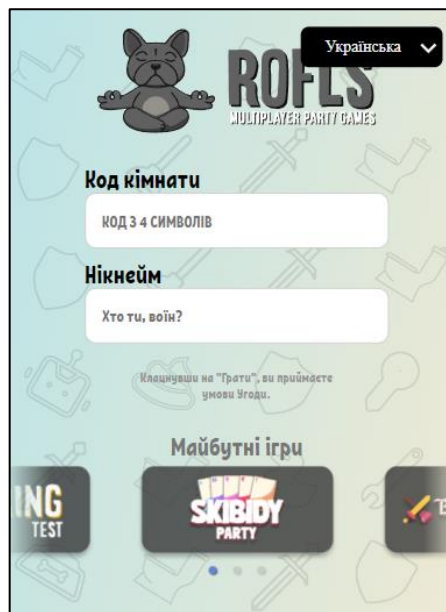 Українська
ROFLS
MULTIPLAYER PARTY GAMES
Код кімнати
КОД З 4 СИМВОЛІВ
Нікнейм
Хто ти, воїн?
Клацнувши на "Грати", ви приймаєте
умови Угоди.
Майбутні ігри
ING
TEST
SKIBIDY
PARTY